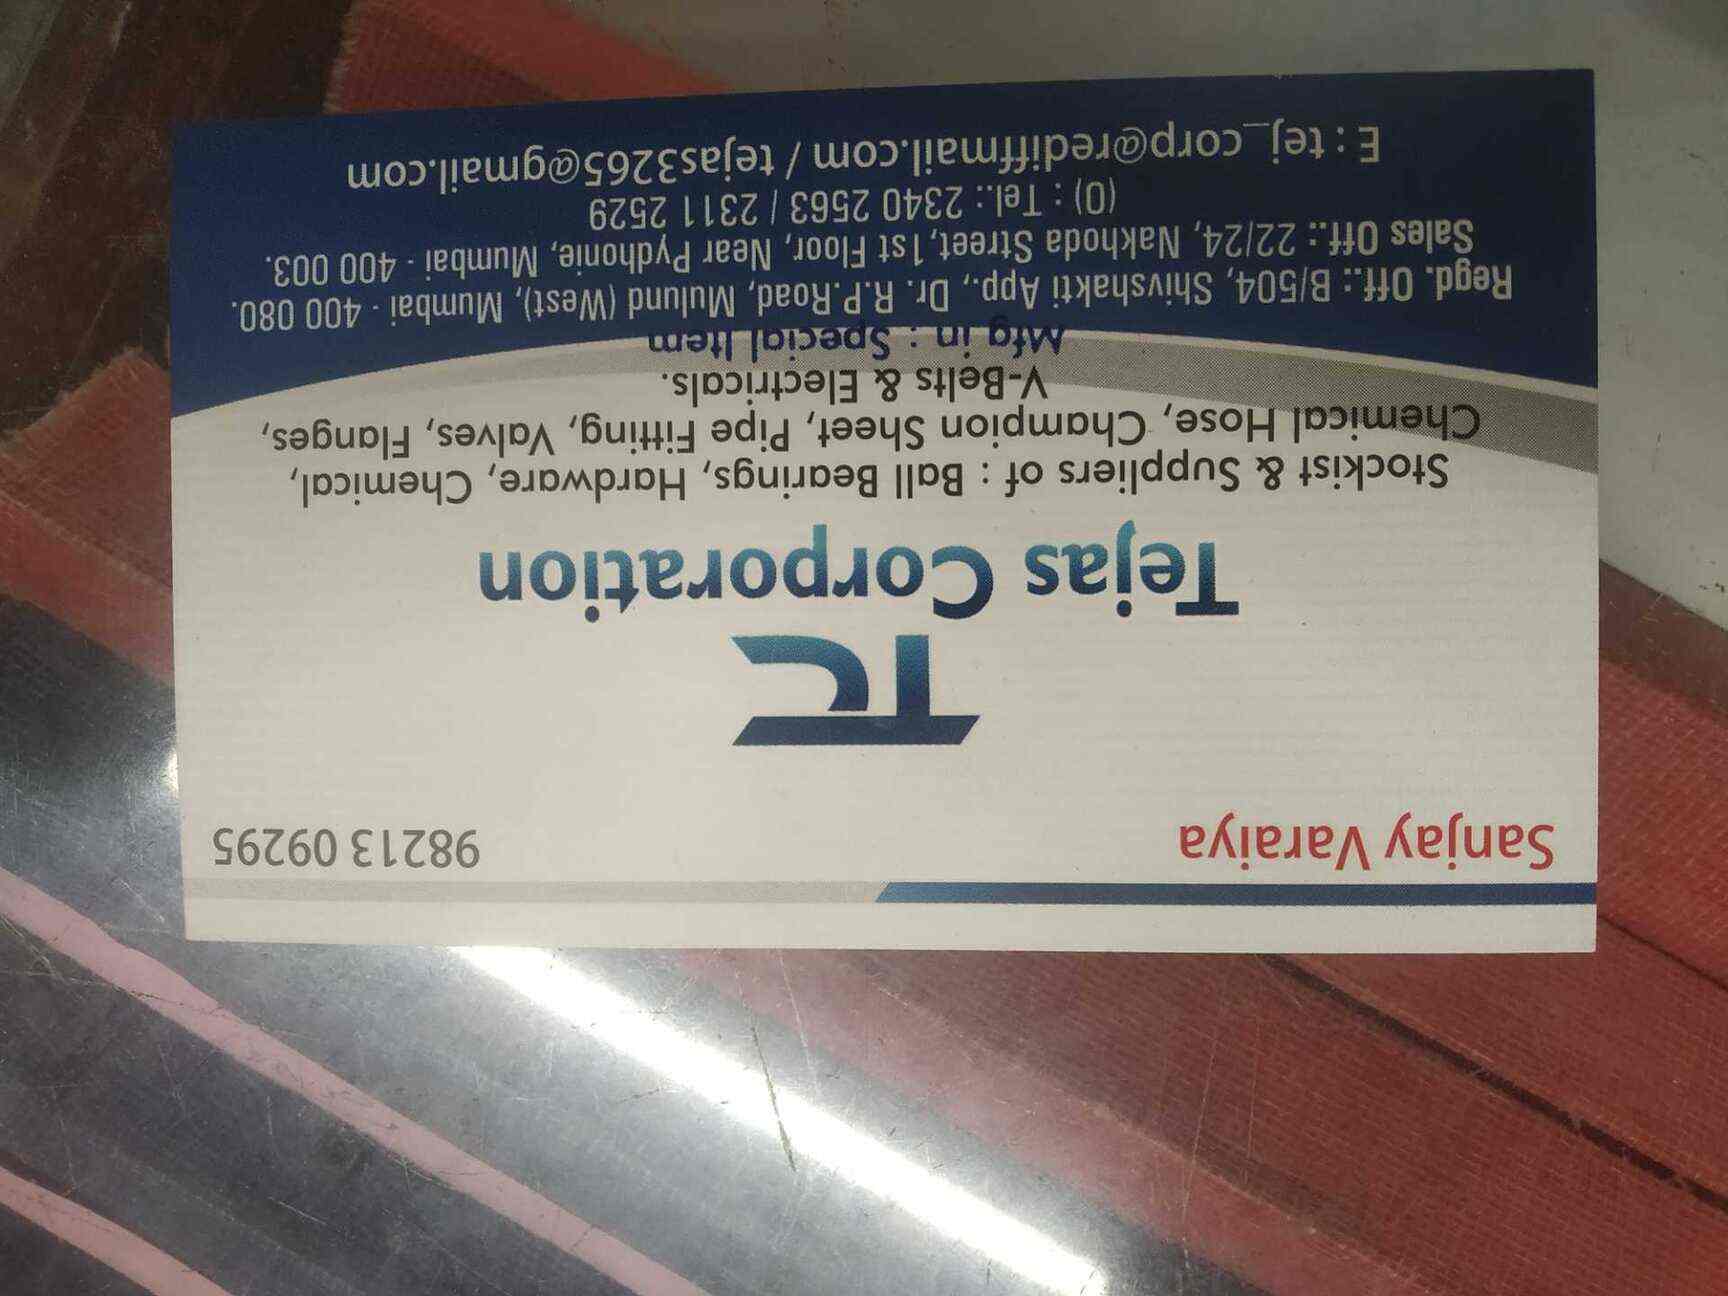 Sanjay Varaiya
98213 09295
TC
Tejas Corporation
Stockist & Suppliers of : Ball Bearings, Hardware, Chemical,
Chemical Hose, Champion Sheet, Pipe Fitting, Valves, Flanges,
V-Belts & Electricals.
Mfg in : Special Item
Regd. Off.: B/504, Shivshakti App., Dr. R.P.Road, Mulund (West), Mumbai - 400 080.
Sales Off.: 22/24, Nakhoda Street,1st Floor, Near Pydhonie, Mumbai - 400 003.
(O) : Tel.: 2340 2563 / 2311 2529
E : tej_corp@rediffmail.com / tejas3265@gmail.com